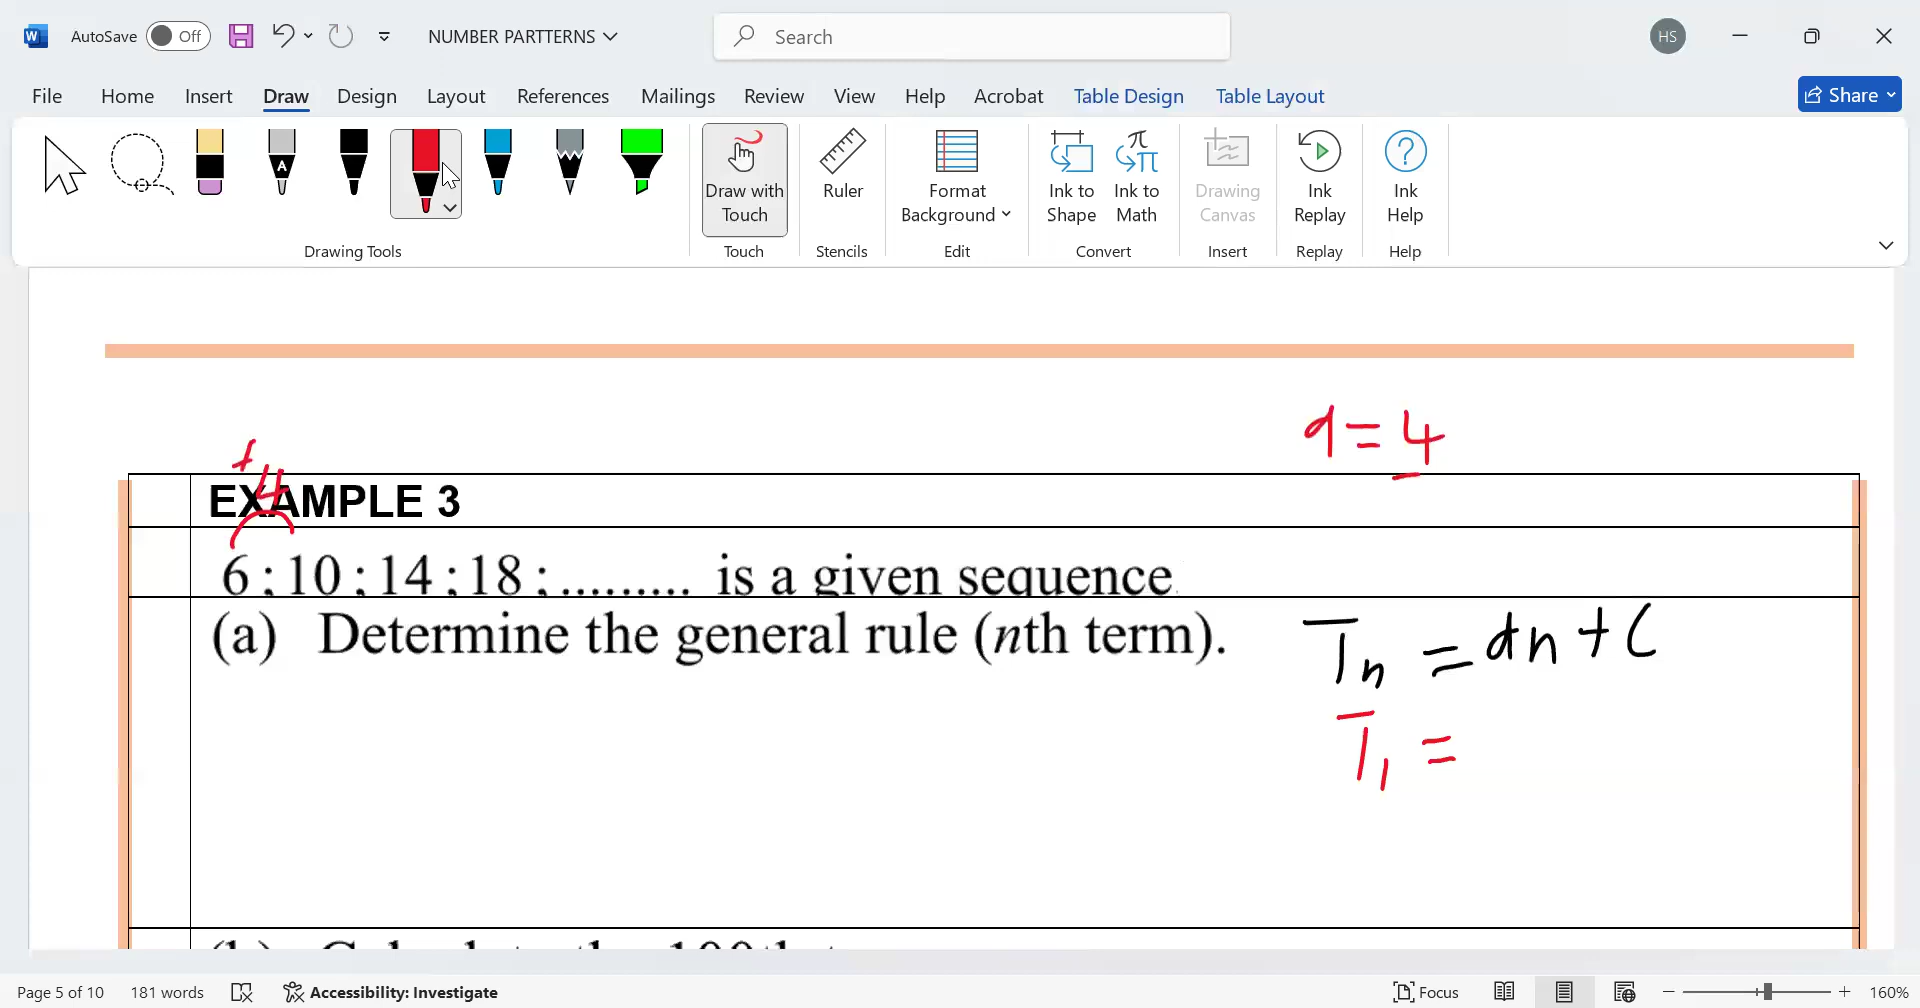 AutoSave Off NUMBER PARTTERNS Search HS
File Home Insert Draw Design Layout References Mailings Review View Help Acrobat Table Design Table Layout Share
Draw with Touch
Ruler
Format Background
Ink to Shape
Ink to Math
Drawing Canvas
Ink Replay
Ink Help
Drawing Tools Touch Stencils Edit Convert Insert Replay Help
d = 4
+4
EXAMPLE 3
6 ; 10 ; 14 ; 18 ; ......... is a given sequence.
(a) Determine the general rule (nth term). Tn = dn + C
T1 =
Page 5 of 10 181 words Accessibility: Investigate Focus 160%